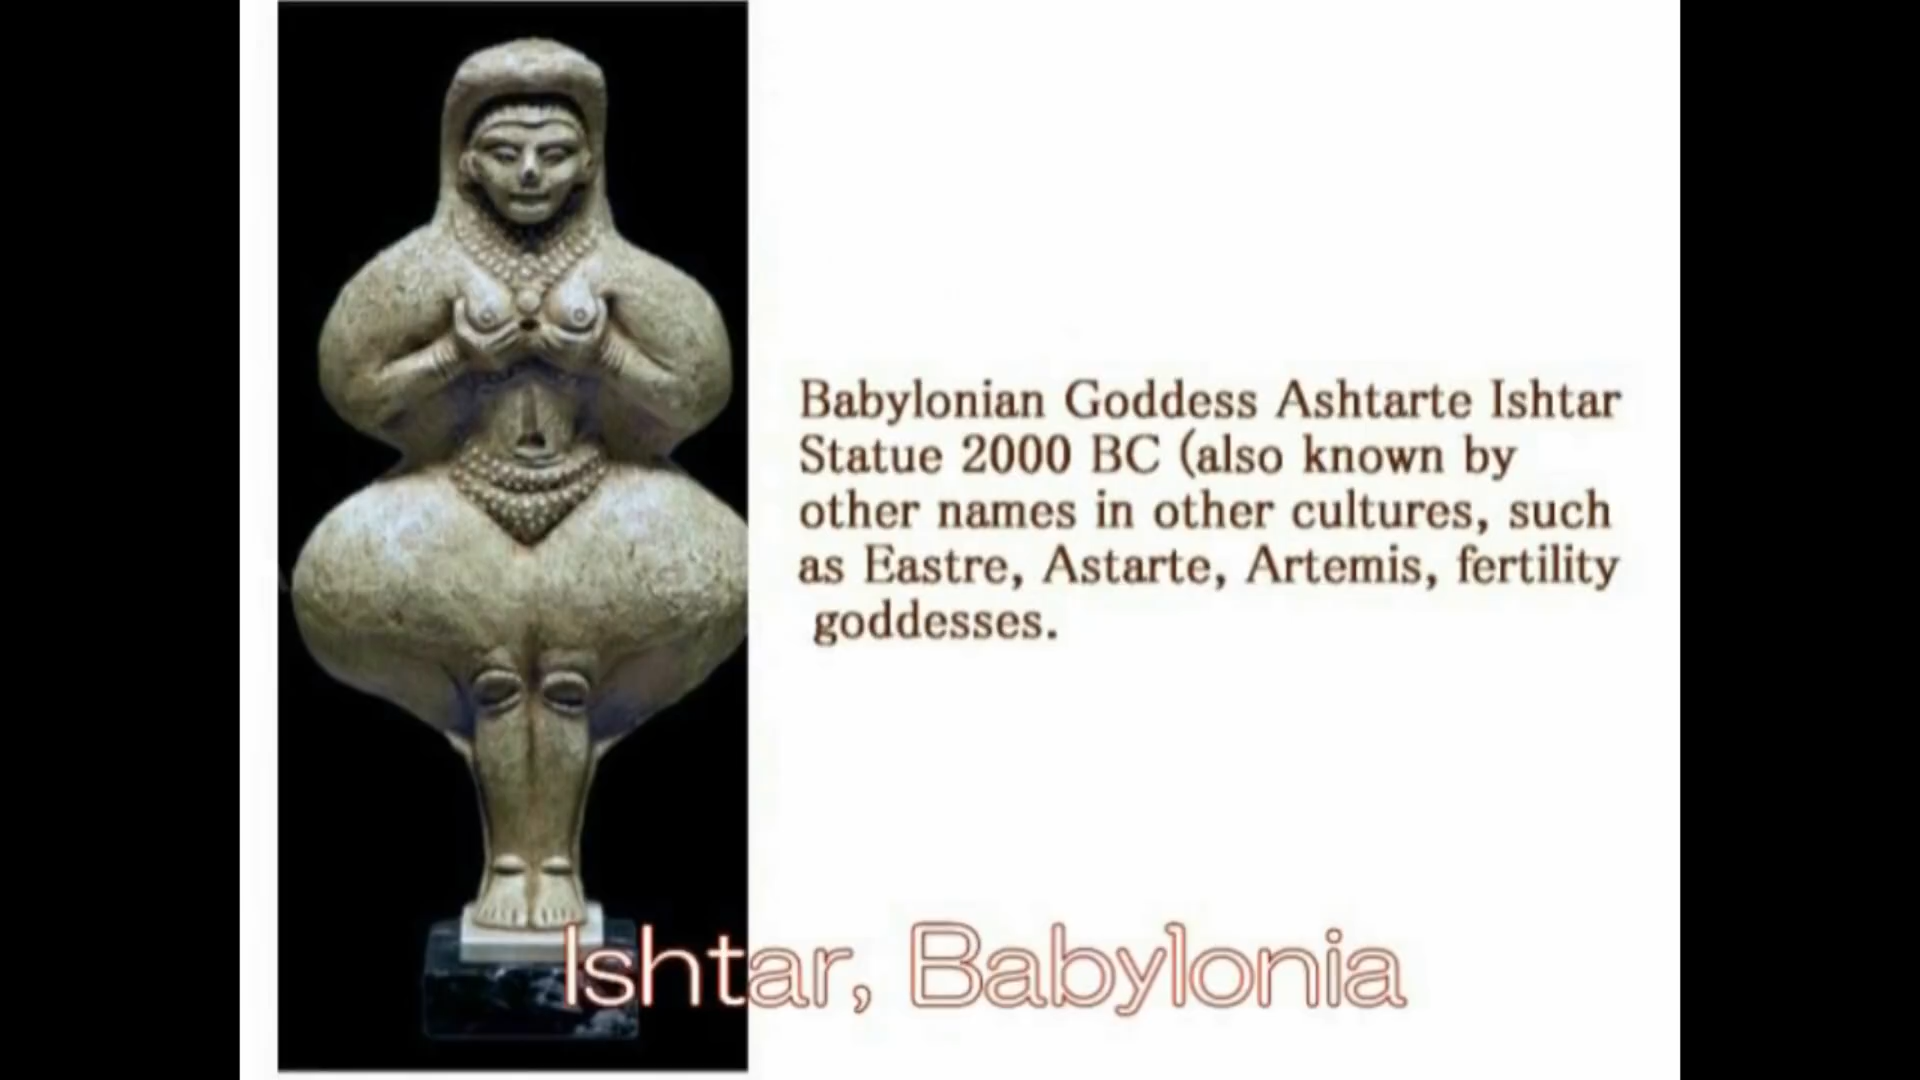 Babylonian Goddess Ashtarte Ishtar
Statue 2000 BC (also known by
other names in other cultures, such
as Eastre, Astarte, Artemis, fertility
goddesses.
Ishtar, Babylonia